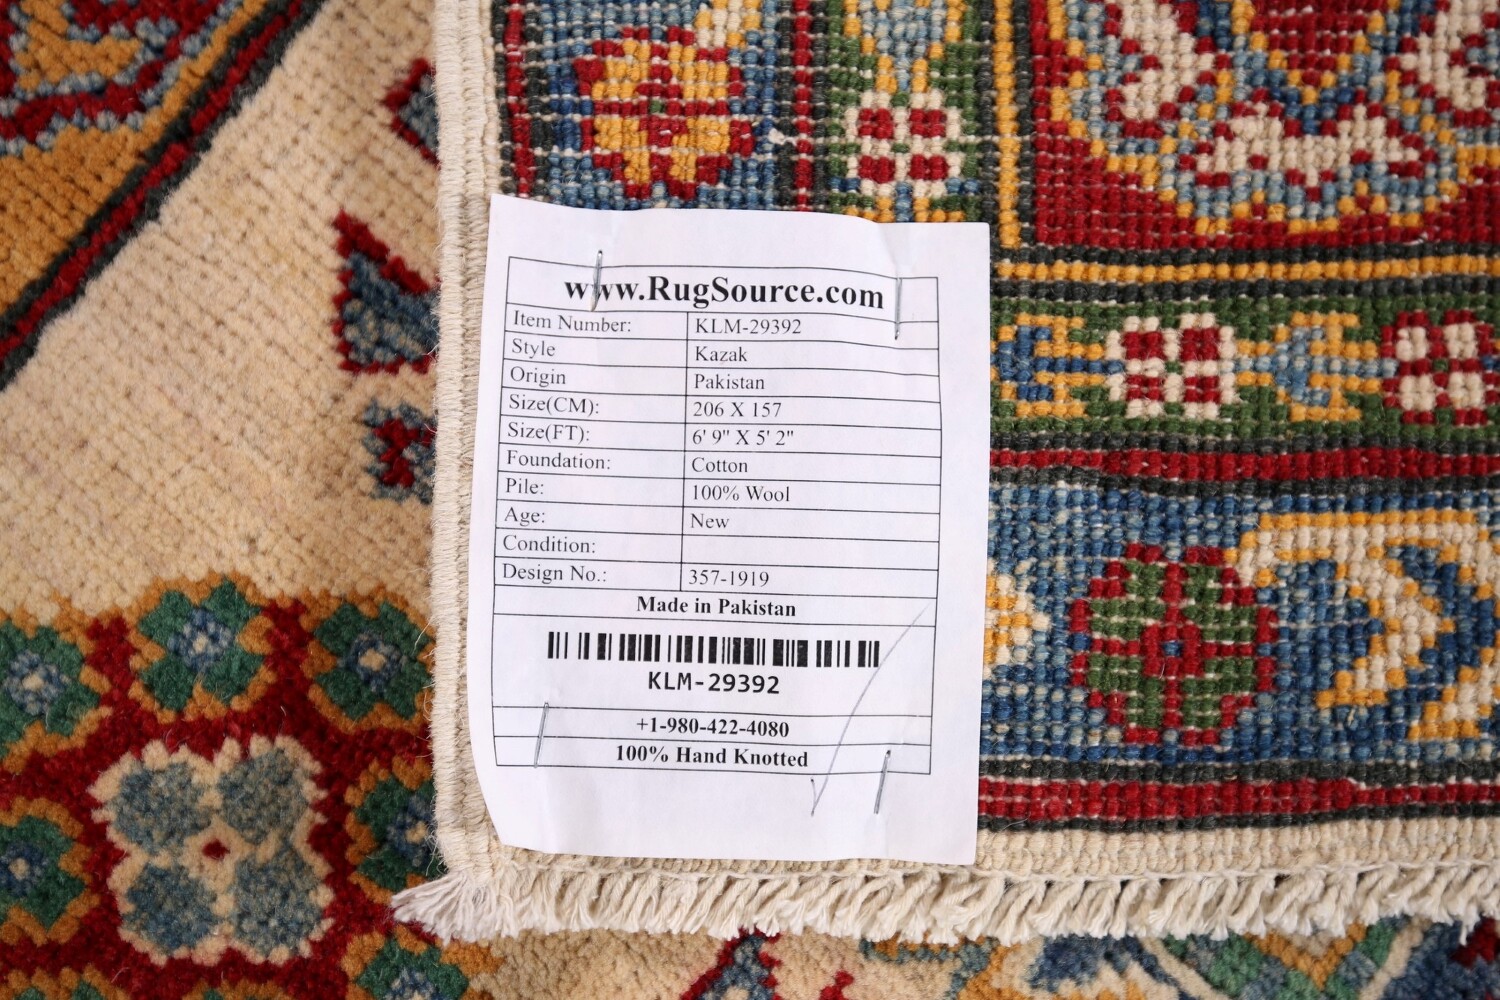 www.RugSource.com
Item Number: KLM-29392
Style Kazak
Origin Pakistan
Size(CM): 206 X 157
Size(FT): 6' 9" X 5' 2"
Foundation: Cotton
Pile: 100% Wool
Age: New
Condition:
Design No.: 357-1919
Made in Pakistan
KLM-29392
+1-980-422-4080
100% Hand Knotted